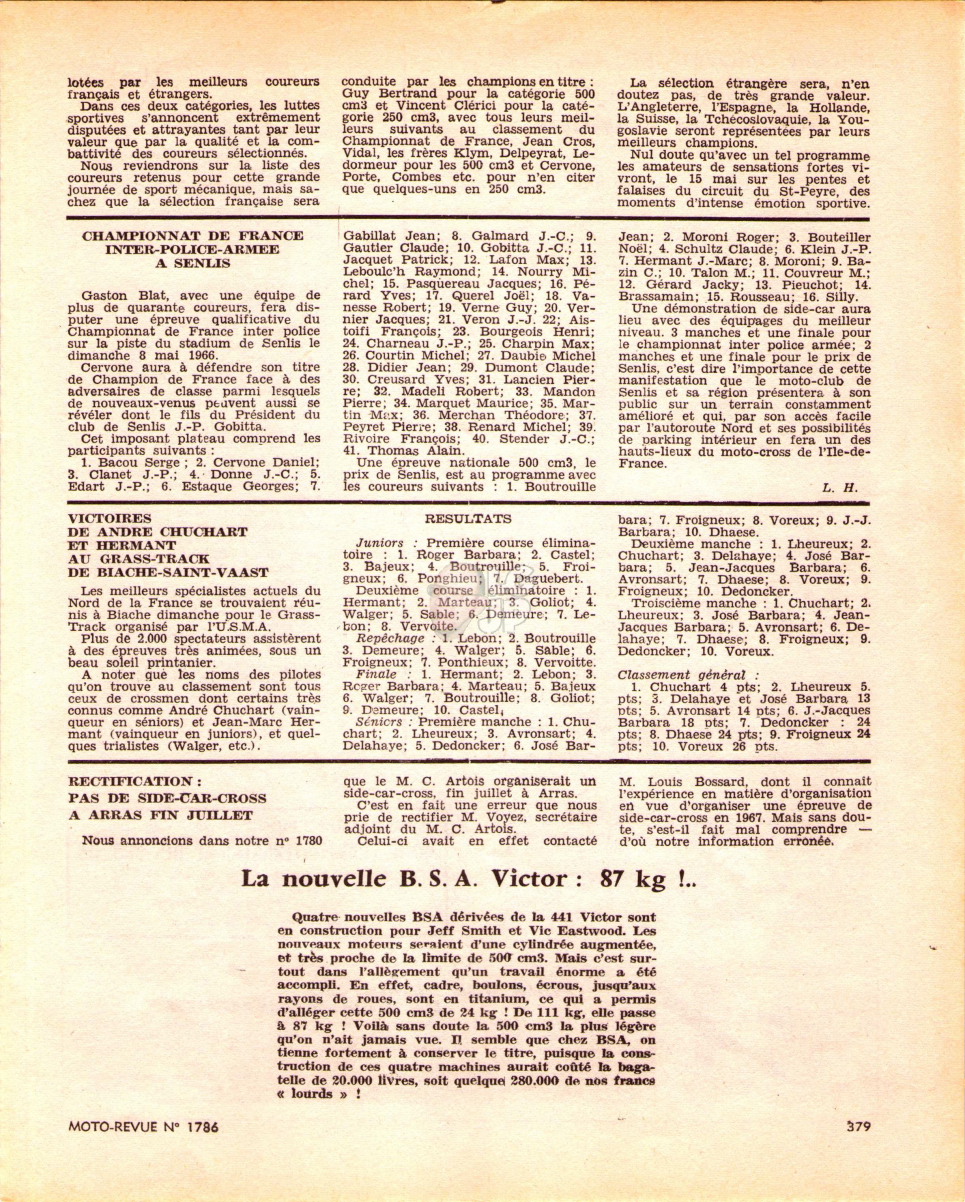 lotées par les meilleurs coureurs
français et étrangers.
Dans ces deux catégories, les luttes
sportives s'annoncent extrêmement
disputées et attrayantes tant par leur
valeur que par la qualité et la com-
battivité des coureurs sélectionnés.
Nous reviendrons sur la liste des
coureurs retenus pour cette grande
journée de sport mécanique, mais sa-
chez que la sélection française sera
conduite par les champions en titre :
Guy Bertrand pour la catégorie 500
cm3 et Vincent Clérici pour la caté-
gorie 250 cm3, avec tous leurs meil-
leurs suivants au classement du
Championnat de France, Jean Cros,
Vidal, les frères Klym, Delpeyrat, Le-
dormeur pour les 500 cm3 et Cervone,
Porte, Combes etc. pour n'en citer
que quelques-uns en 250 cm3.
La sélection étrangère sera, n'en
doutez pas, de très grande valeur.
L'Angleterre, l'Espagne, la Hollande,
la Suisse, la Tchécoslovaquie, la You-
goslavie seront représentées par leurs
meilleurs champions.
Nul doute qu'avec un tel programme
les amateurs de sensations fortes vi-
vront, le 15 mai sur les pentes et
falaises du circuit du St-Peyre, des
moments d'intense émotion sportive.
CHAMPIONNAT DE FRANCE
INTER-POLICE-ARMEE
A SENLIS
Gaston Blat, avec une équipe de
plus de quarante coureurs, fera dis-
puter une épreuve qualificative du
Championnat de France inter police
sur la piste du stadium de Senlis le
dimanche 8 mai 1966.
Cervone aura à défendre son titre
de Champion de France face à des
adversaires de classe parmi lesquels
de nouveaux-venus peuvent aussi se
révéler dont le fils du Président du
club de Senlis J.-P. Gobitta.
Cet imposant plateau comprend les
participants suivants :
1. Bacou Serge ; 2. Cervone Daniel;
3. Clanet J.-P.; 4. Donne J.-C.; 5.
Edart J.-P.; 6. Estaque Georges; 7.
Gabillat Jean; 8. Galmard J.-C.; 9.
Gautier Claude; 10. Gobitta J.-C.; 11.
Jacquet Patrick; 12. Lafon Max; 13.
Leboulc'h Raymond; 14. Nourry Mi-
chel; 15. Pasquereau Jacques; 16. Pé-
rard Yves; 17. Querel Joël; 18. Va-
nesse Robert; 19. Verne Guy; 20. Ver-
nier Jacques; 21. Veron J.-J. 22; Ais-
toifi François; 23. Bourgeois Henri;
24. Charneau J.-P.; 25. Charpin Max;
26. Courtin Michel; 27. Daubie Michel
28. Didier Jean; 29. Dumont Claude;
30. Creusard Yves; 31. Lancien Pier-
re; 32. Madell Robert; 33. Mandon
Pierre; 34. Marquet Maurice; 35. Mar-
tin Max; 36. Merchan Théodore; 37.
Peyret Pierre; 38. Renard Michel; 39.
Rivoire François; 40. Stender J.-C.;
41. Thomas Alain.
Une épreuve nationale 500 cm3, le
prix de Senlis, est au programme avec
les coureurs suivants : 1. Boutrouille
Jean; 2. Moroni Roger; 3. Bouteiller
Noël; 4. Schultz Claude; 6. Klein J.-P.
7. Hermant J.-Marc; 8. Moroni; 9. Ba-
zin C.; 10. Talon M.; 11. Couvreur M.;
12. Gérard Jacky; 13. Pieuchot; 14.
Brassamain; 15. Rousseau; 16. Silly.
Une démonstration de side-car aura
lieu avec des équipages du meilleur
niveau. 3 manches et une finale pour
le championnat inter police armée; 2
manches et une finale pour le prix de
Senlis, c'est dire l'importance de cette
manifestation que le moto-club de
Senlis et sa région présentera à son
public sur un terrain constamment
amélioré et qui, par son accès facile
par l'autoroute Nord et ses possibilités
de parking intérieur en fera un des
hauts-lieux du moto-cross de l'Ile-de-
France.
L. H.
VICTOIRES
DE ANDRE CHUCHART
ET HERMANT
AU GRASS-TRACK
DE BIACHE-SAINT-VAAST
Les meilleurs spécialistes actuels du
Nord de la France se trouvaient réu-
nis à Biache dimanche pour le Grass-
Track organisé par l'U.S.M.A.
Plus de 2.000 spectateurs assistèrent
à des épreuves très animées, sous un
beau soleil printanier.
A noter que les noms des pilotes
qu'on trouve au classement sont tous
ceux de crossmen dont certains très
connus comme André Chuchart (vain-
queur en séniors) et Jean-Marc Her-
mant (vainqueur en juniors), et quel-
ques trialistes (Walger, etc.).
RESULTATS
Juniors : Première course élimina-
toire : 1. Roger Barbara; 2. Castel;
3. Bajeux; 4. Boutrouille; 5. Froi-
gneux; 6. Ponghieu; 7. Daguebert.
Deuxième course éliminatoire : 1.
Hermant; 2. Marteau; 3. Goliot; 4.
Walger; 5. Sable; 6. Demeure; 7. Le-
bon; 8. Vervoite.
Repêchage : 1. Lebon; 2. Boutrouille
3. Demeure; 4. Walger; 5. Sable; 6.
Froigneux; 7. Ponthieux; 8. Vervoitte.
Finale : 1. Hermant; 2. Lebon; 3.
Roger Barbara; 4. Marteau; 5. Bajeux
6. Walger; 7. Boutrouille; 8. Goliot;
9. Demeure; 10. Castel.
Séniors : Première manche : 1. Chu-
chart; 2. Lheureux; 3. Avronsart; 4.
Delahaye; 5. Dedoncker; 6. José Bar-
bara; 7. Froigneux; 8. Voreux; 9. J.-J.
Barbara; 10. Dhaese.
Deuxième manche : 1. Lheureux; 2.
Chuchart; 3. Delahaye; 4. José Bar-
bara; 5. Jean-Jacques Barbara; 6.
Avronsart; 7. Dhaese; 8. Voreux; 9.
Froigneux; 10. Dedoncker.
Troiscième manche : 1. Chuchart; 2.
Lheureux; 3. José Barbara; 4. Jean-
Jacques Barbara; 5. Avronsart; 6. De-
lahaye; 7. Dhaese; 8. Froigneux; 9.
Dedoncker; 10. Voreux.
Classement général :
1. Chuchart 4 pts; 2. Lheureux 5
pts; 3. Delahaye et José Barbara 13
pts; 5. Avronsart 14 pts; 6. J.-Jacques
Barbara 18 pts; 7. Dedoncker : 24
pts; 8. Dhaese 24 pts; 9. Froigneux 24
pts; 10. Voreux 26 pts.
RECTIFICATION :
PAS DE SIDE-CAR-CROSS
A ARRAS FIN JUILLET
Nous annoncions dans notre n° 1780
que le M. C. Artois organiserait un
side-car-cross, fin juillet à Arras.
C'est en fait une erreur que nous
prie de rectifier M. Voyez, secrétaire
adjoint du M. C. Artois.
Celui-ci avait en effet contacté
M. Louis Bossard, dont il connaît
l'expérience en matière d'organisation
en vue d'organiser une épreuve de
side-car-cross en 1967. Mais sans dou-
te, s'est-il fait mal comprendre —
d'où notre information erronée.
La nouvelle B. S. A. Victor : 87 kg !..
Quatre nouvelles BSA dérivées de la 441 Victor sont
en construction pour Jeff Smith et Vic Eastwood. Les
nouveaux moteurs seraient d'une cylindrée augmentée,
et très proche de la limite de 500 cm3. Mais c'est sur-
tout dans l'allègement qu'un travail énorme a été
accompli. En effet, cadre, boulons, écrous, jusqu'aux
rayons de roues, sont en titanium, ce qui a permis
d'alléger cette 500 cm3 de 24 kg ! De 111 kg, elle passe
à 87 kg ! Voilà sans doute la 500 cm3 la plus légère
qu'on n'ait jamais vue. Il semble que chez BSA, on
tienne fortement à conserver le titre, puisque la cons-
truction de ces quatre machines aurait coûté la baga-
telle de 20.000 livres, soit quelque 280.000 de nos francs
« lourds » !
MOTO-REVUE N° 1786
379